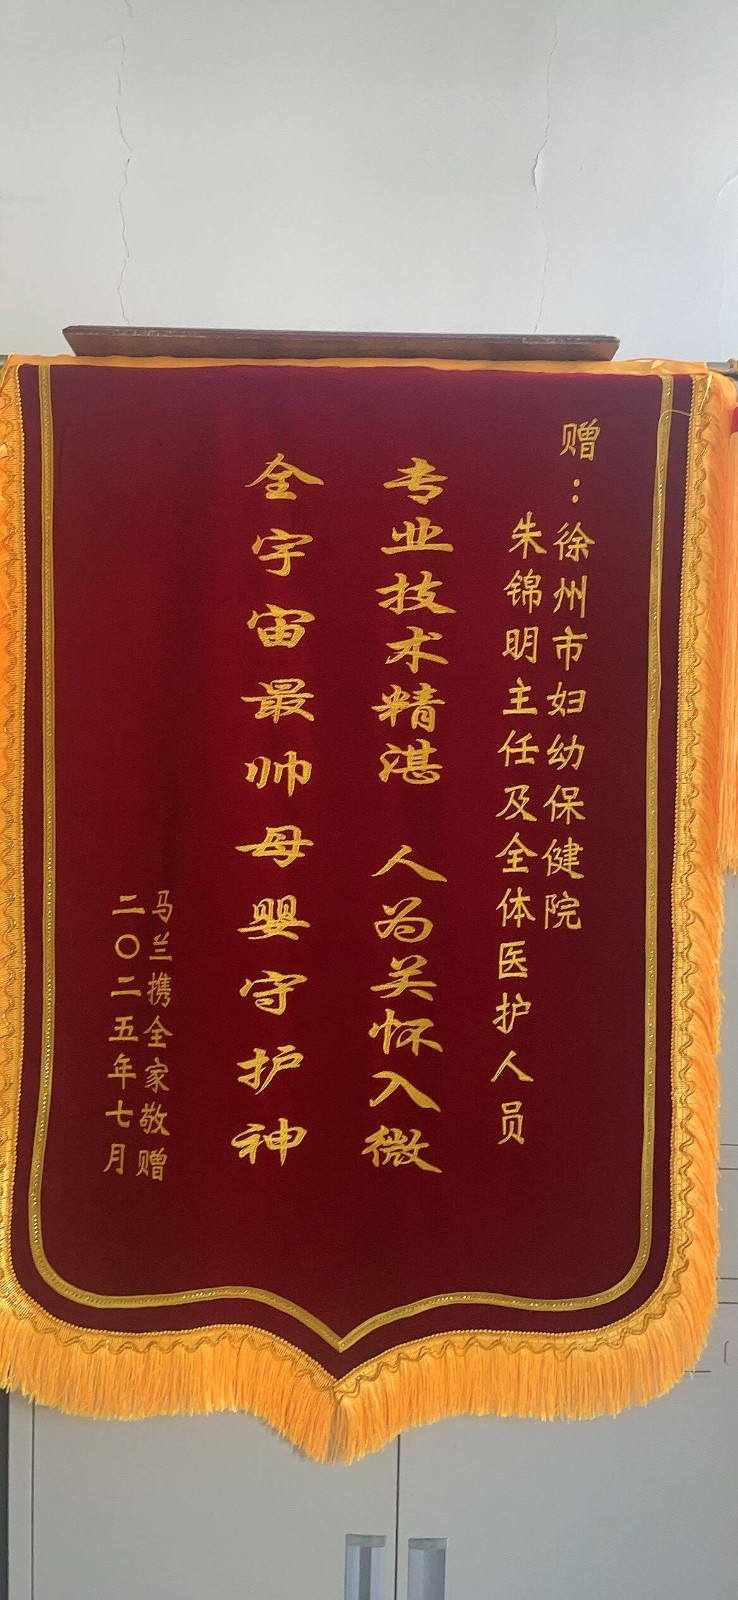 赠：徐州市妇幼保健院
朱锦明主任及全体医护人员
专业技术精湛 人为关怀入微
全宇宙最帅母婴守护神
马兰携全家敬赠
二〇二五年七月